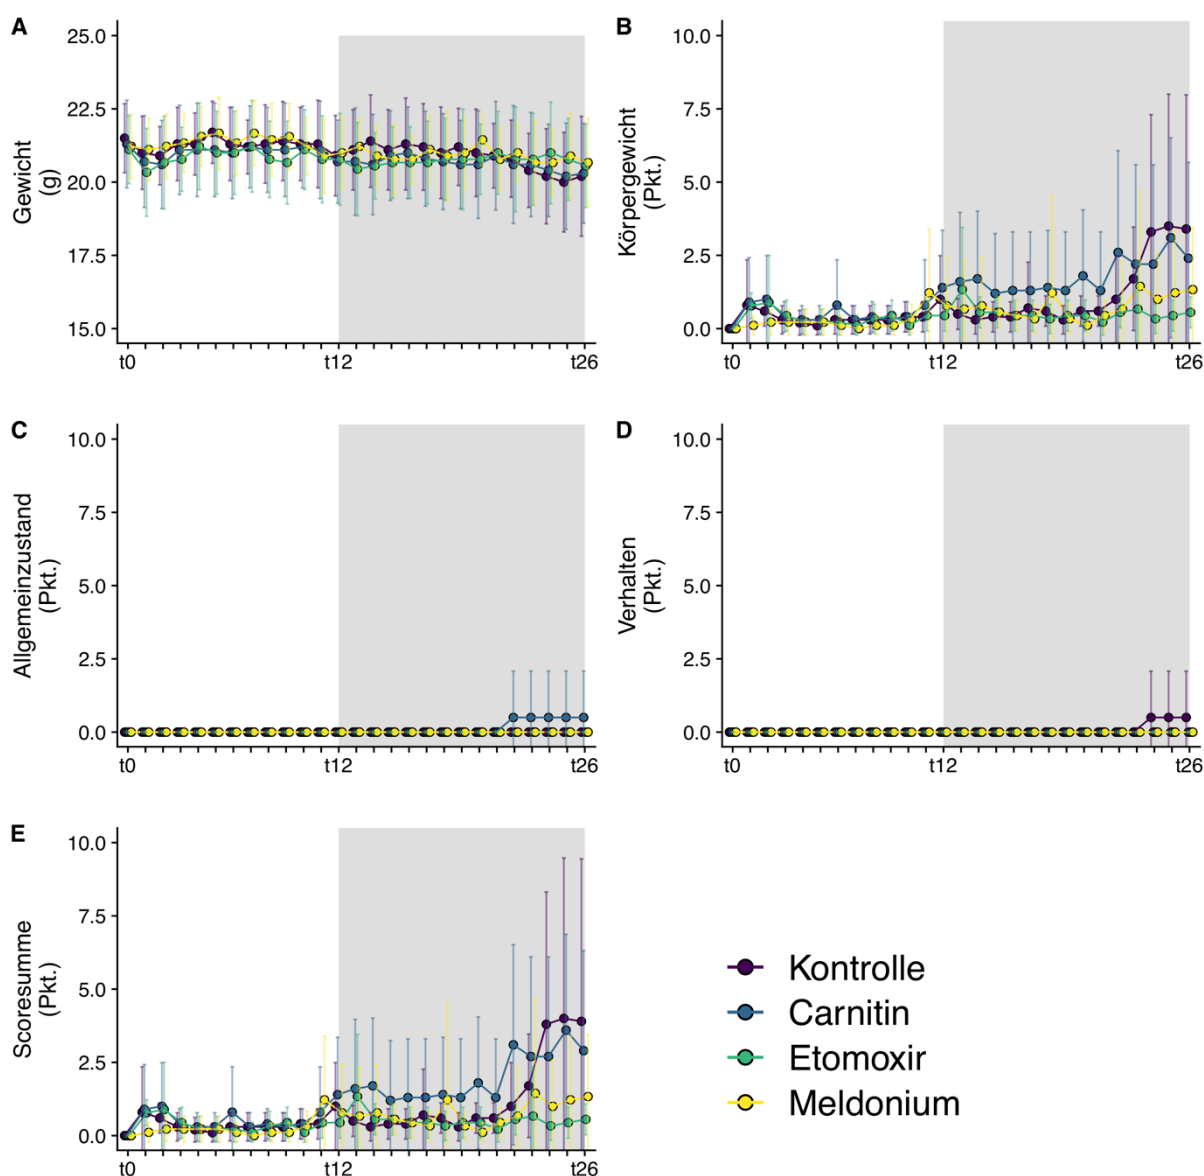 A
Gewicht
(g)
25.0
22.5
20.0
17.5
15.0
t0
t12
t26
B
Körpergewicht
(Pkt.)
10.0
7.5
5.0
2.5
0.0
t0
t12
t26
C
Allgemeinzustand
(Pkt.)
10.0
7.5
5.0
2.5
0.0
t0
t12
t26
D
Verhalten
(Pkt.)
10.0
7.5
5.0
2.5
0.0
t0
t12
t26
E
Scoresumme
(Pkt.)
10.0
7.5
5.0
2.5
0.0
t0
t12
t26
Kontrolle
Carnitin
Etomoxir
Meldonium